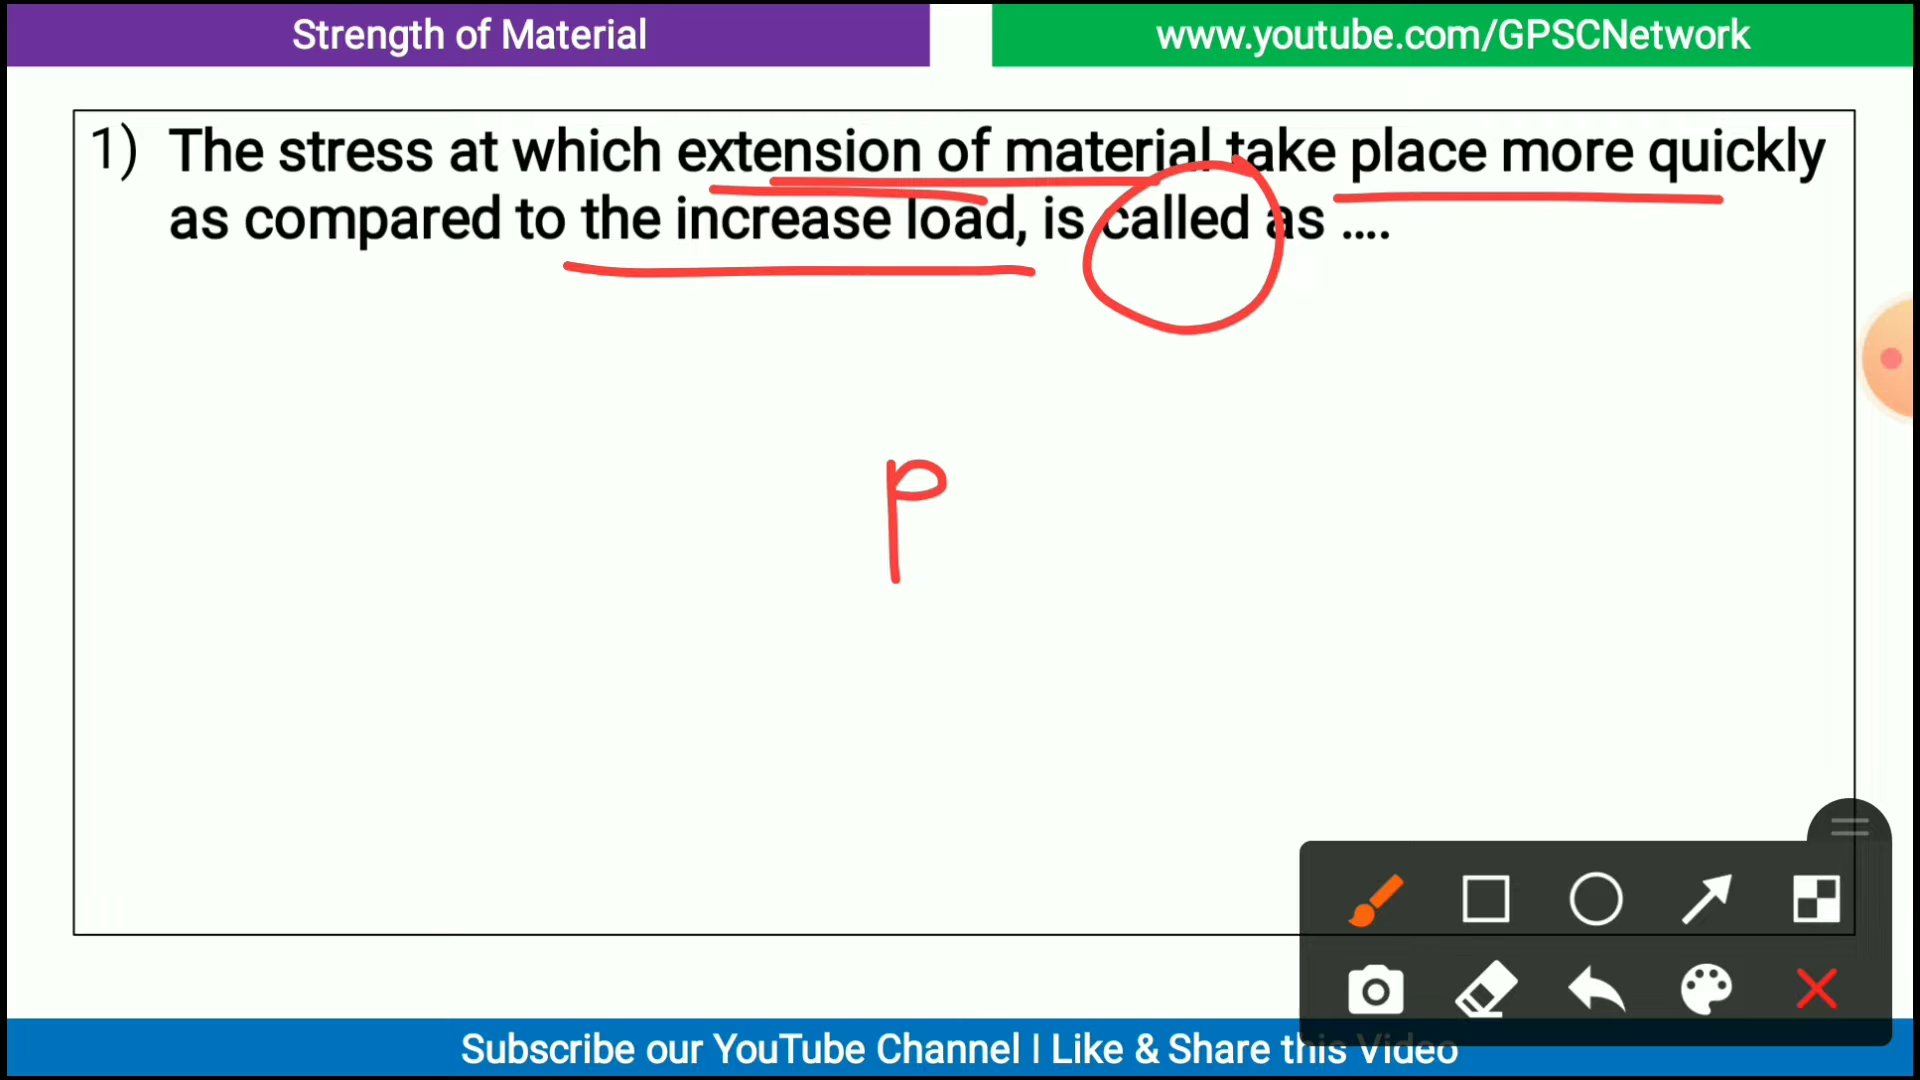 Strength of Material
www.youtube.com/GPSCNetwork
1) The stress at which extension of material take place more quickly
as compared to the increase load, is called as ....
P
Subscribe our YouTube Channel | Like & Share this Video